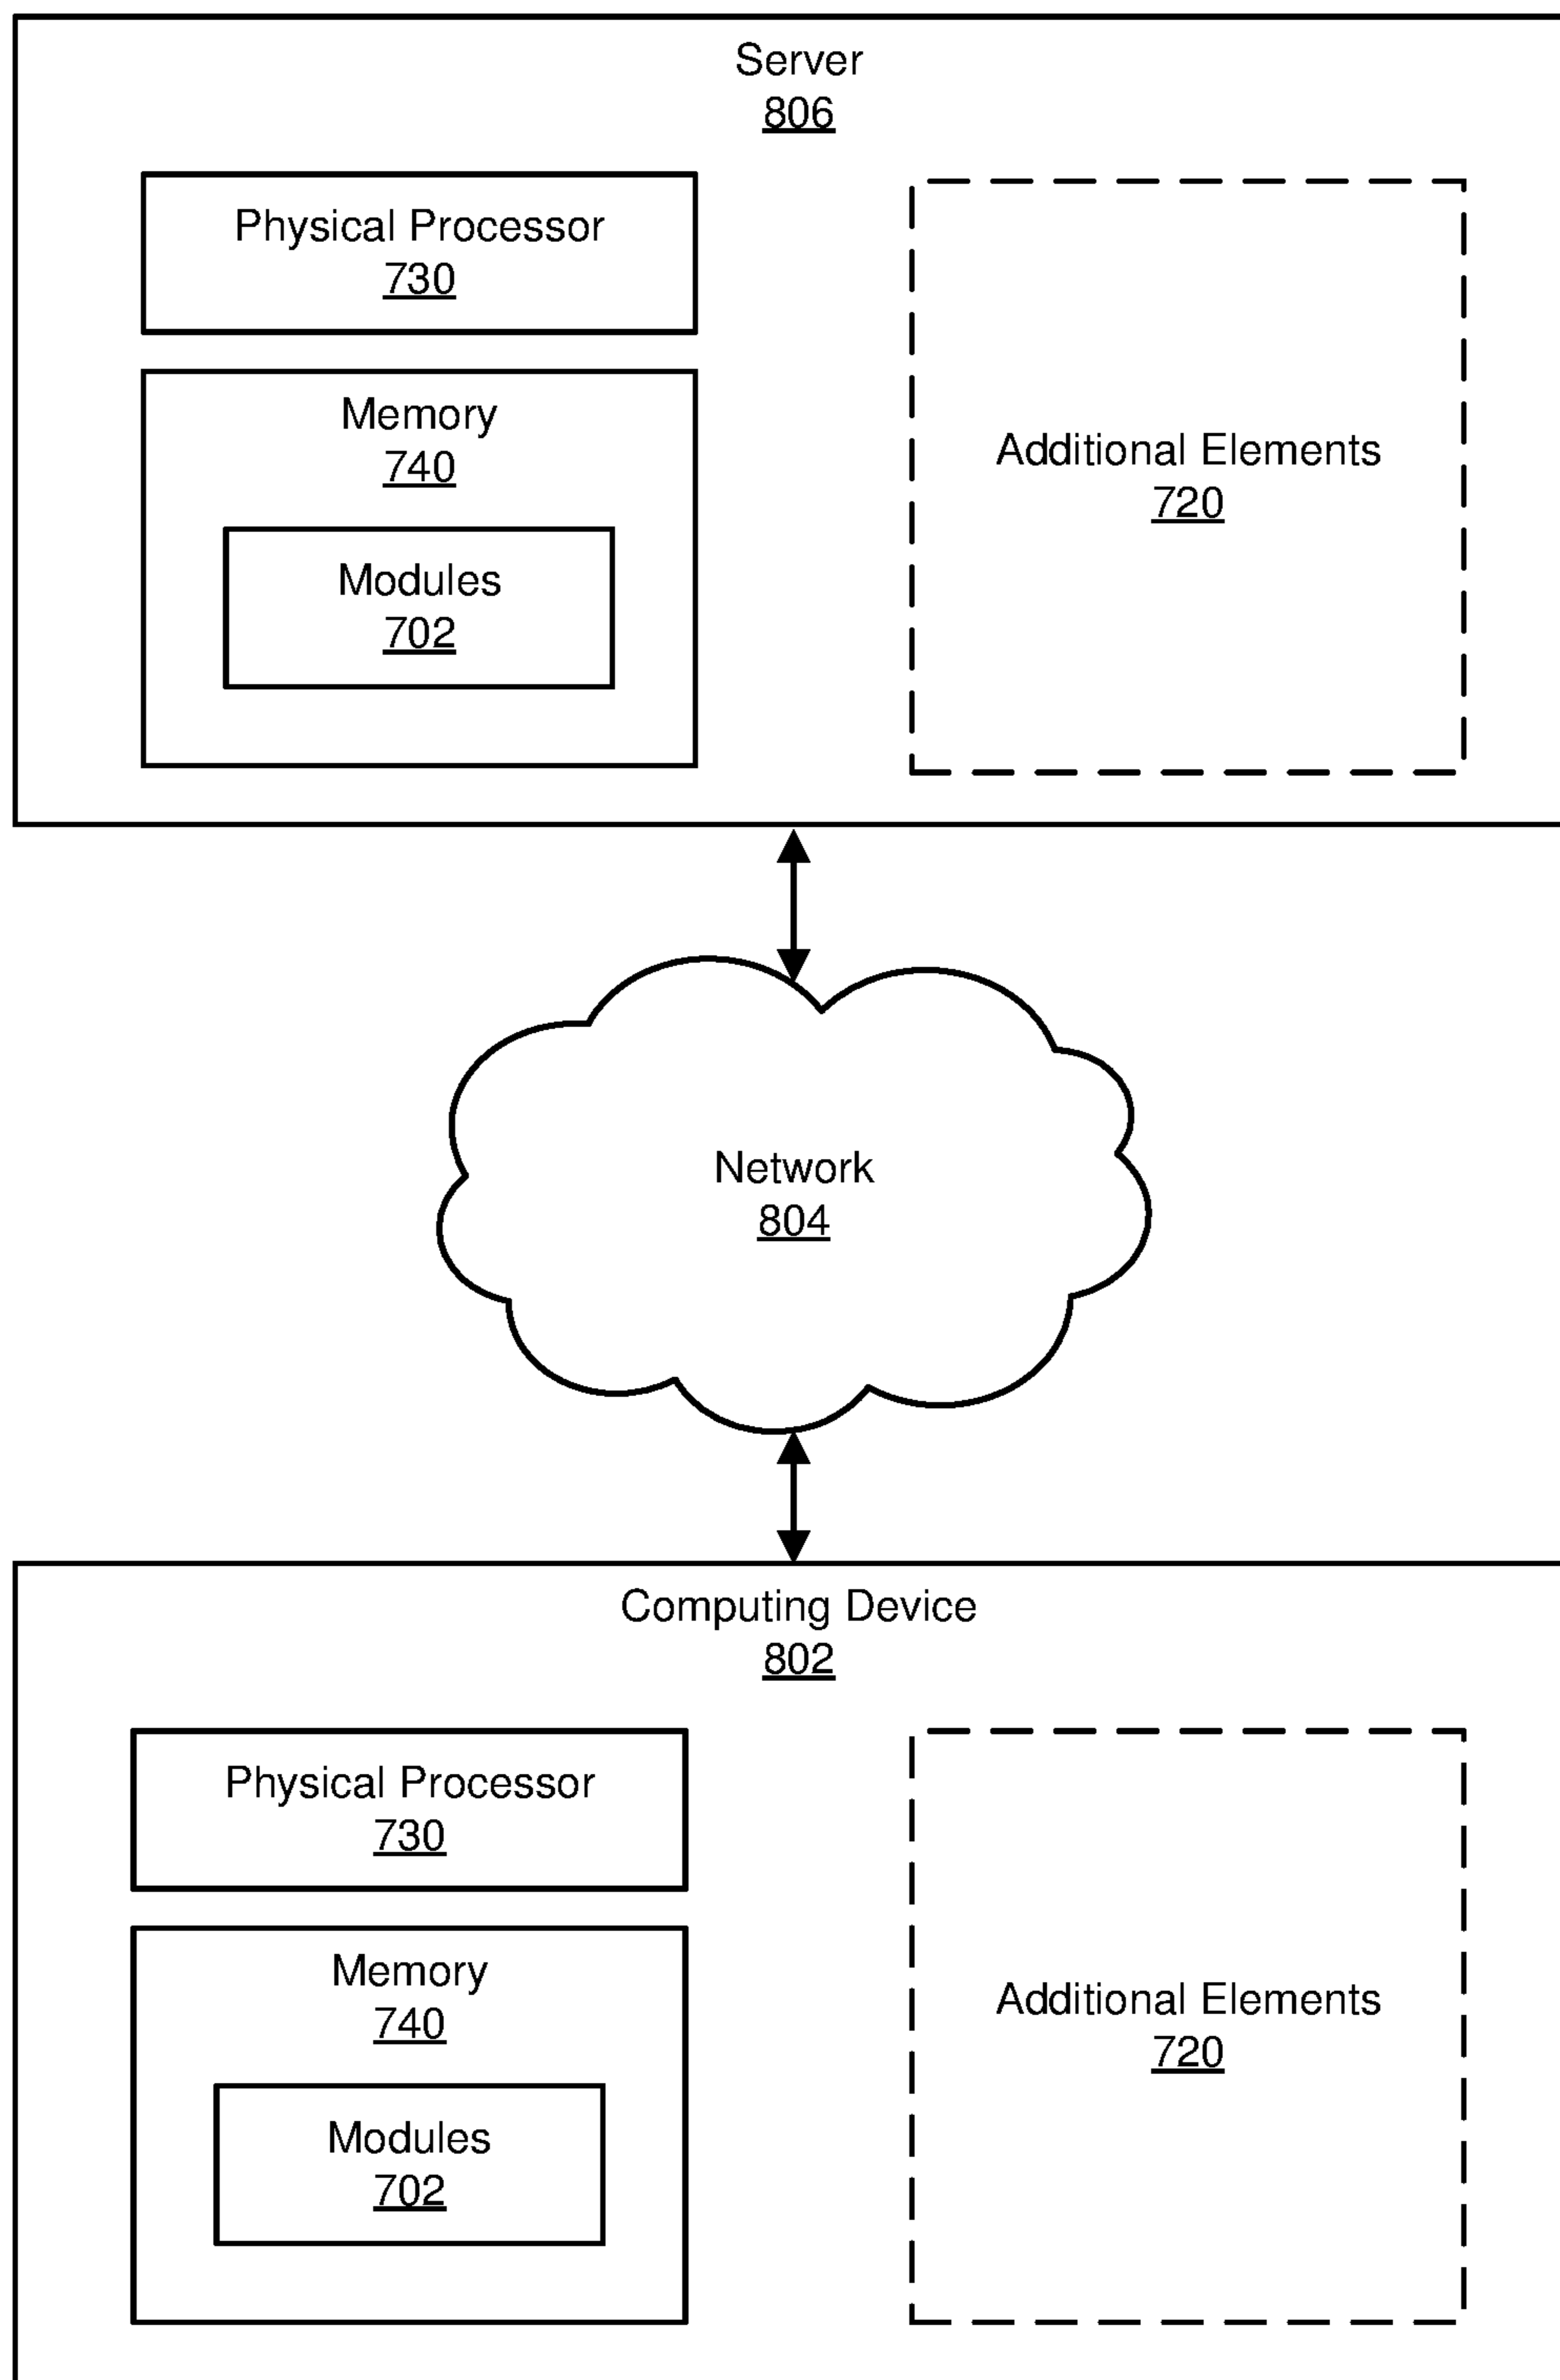 Server
806
Physical Processor
730
Memory
740
Modules
702
Additional Elements
720
Network
804
Computing Device
802
Physical Processor
730
Memory
740
Modules
702
Additional Elements
720